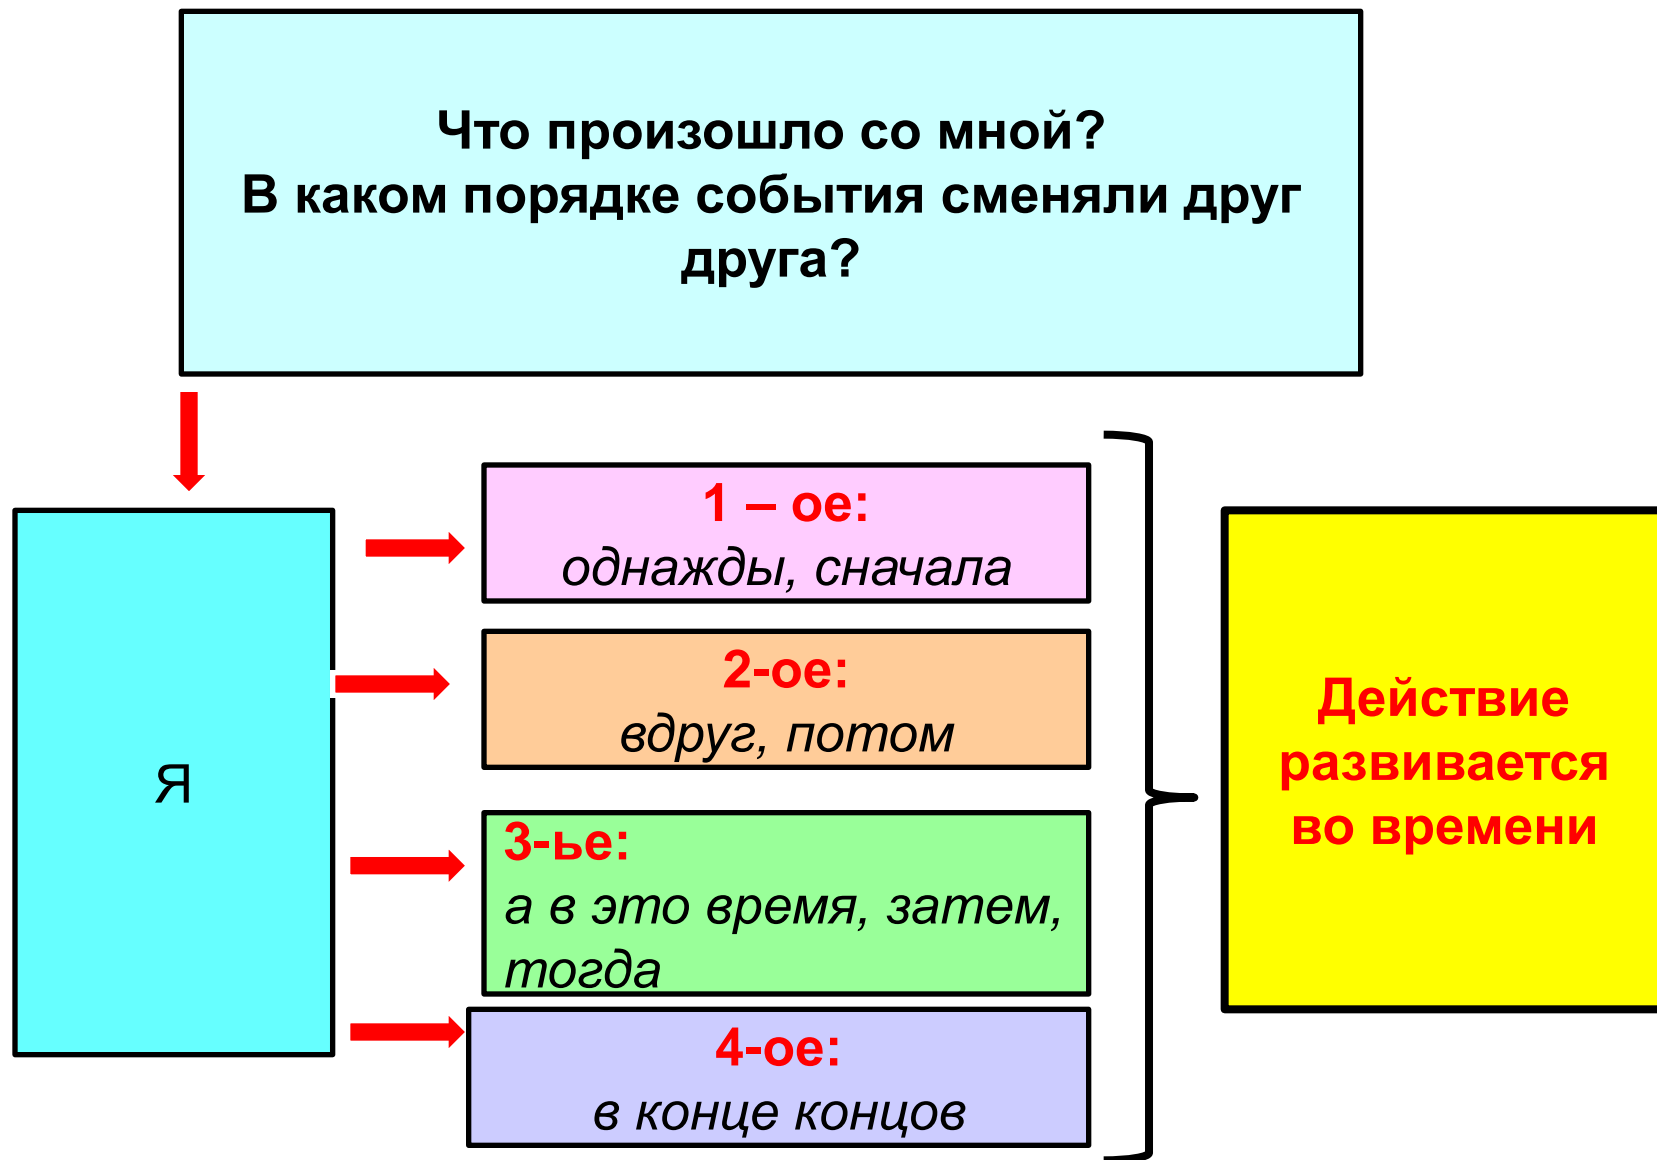 Что произошло со мной?
В каком порядке события сменяли друг
друга?
Я
1 – ое:
однажды, сначала
2-ое:
вдруг, потом
3-ье:
а в это время, затем,
тогда
4-ое:
в конце концов
Действие
развивается
во времени